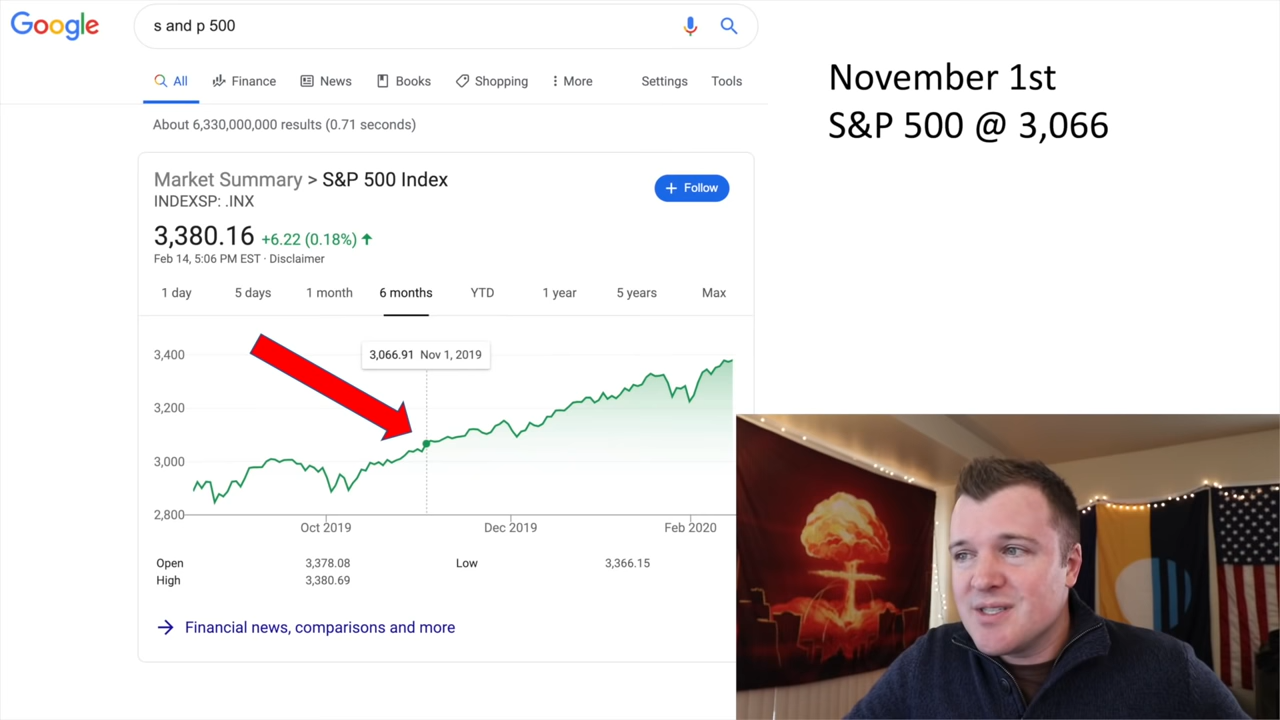 Google
s and p 500
All
Finance
News
Books
Shopping
More
Settings
Tools
About 6,330,000,000 results (0.71 seconds)
Market Summary > S&P 500 Index
INDEXSP: .INX
+ Follow
3,380.16 +6.22 (0.18%)
Feb 14, 5:06 PM EST · Disclaimer
1 day
5 days
1 month
6 months
YTD
1 year
5 years
Max
3,066.91 Nov 1, 2019
3,400
3,200
3,000
2,800
Oct 2019
Dec 2019
Feb 2020
Open 3,378.08
Low 3,366.15
High 3,380.69
Financial news, comparisons and more
November 1st
S&P 500 @ 3,066